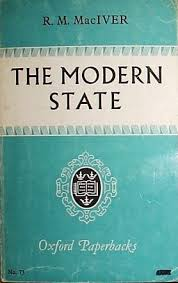 R. M. MacIVER
THE MODERN
STATE
Oxford Paperbacks
No. 73